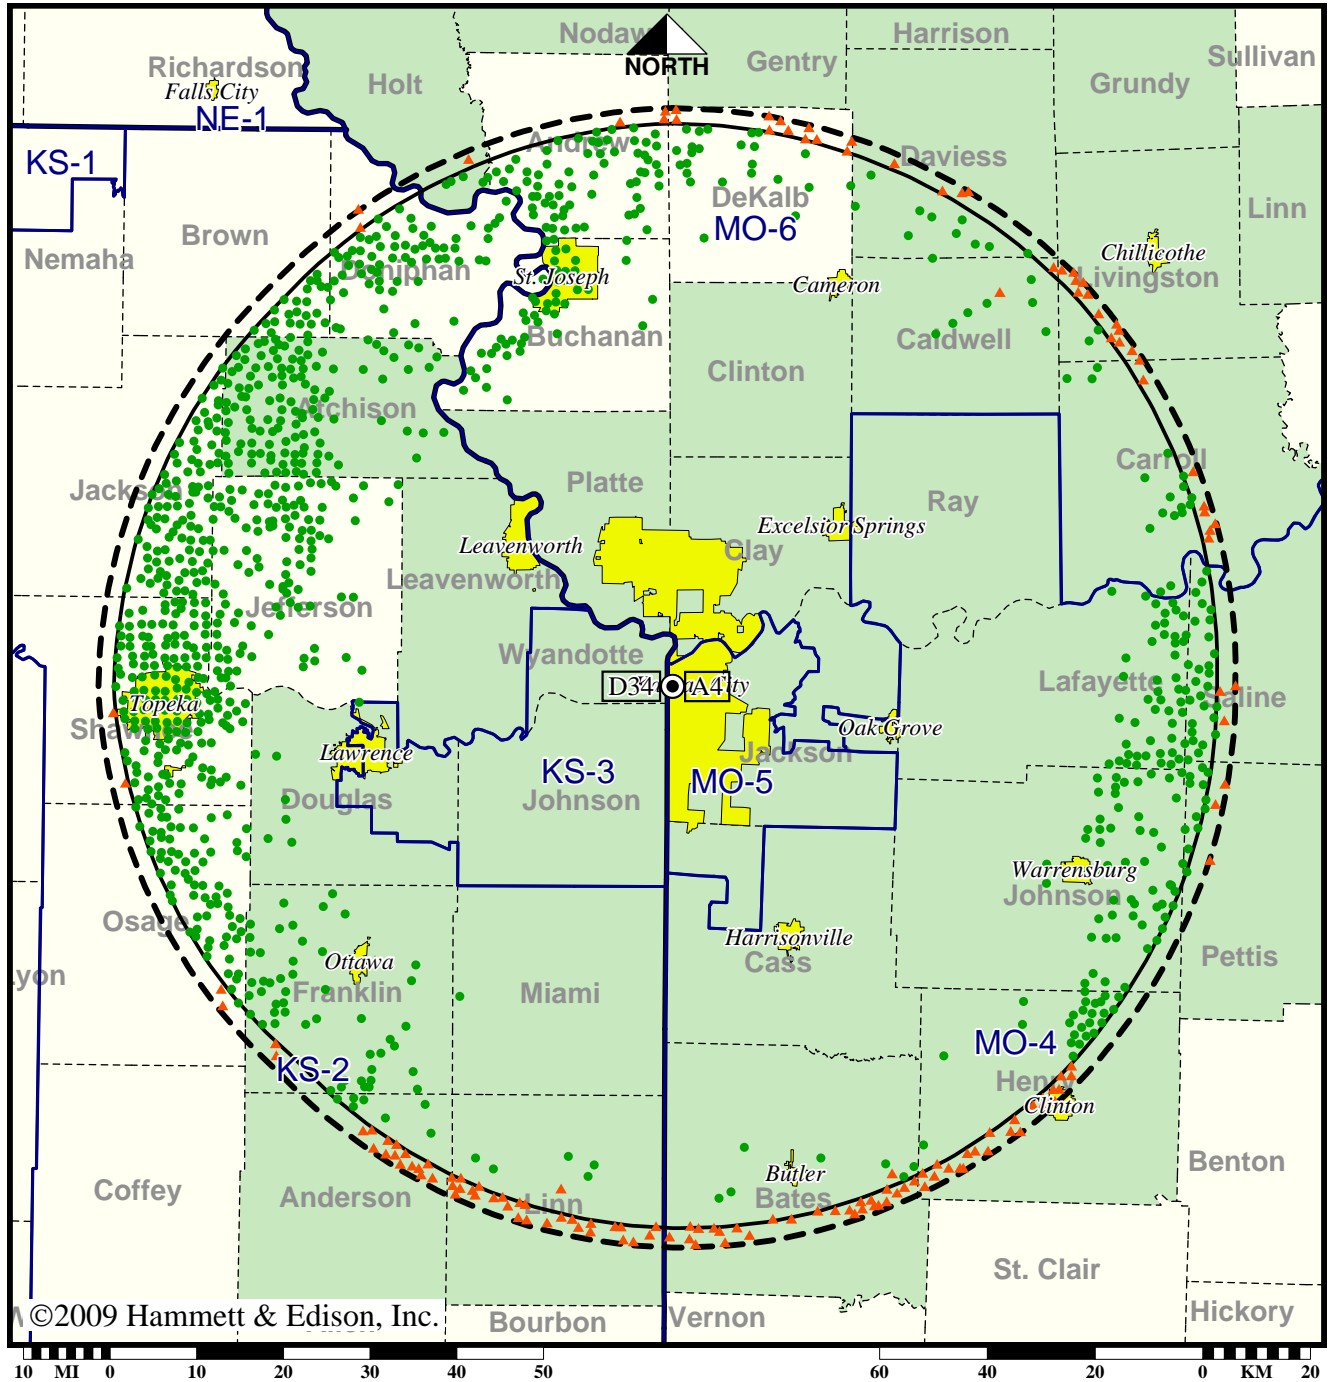 Nodaw
Harrison
Sullivan
NORTH
Gentry
Richardson
Holt
Grundy
Falls City
NE-1
Andrew
KS-1
Daviess
DeKalb
Linn
MO-6
Brown
Nemaha
Chillicothe
Doniphan
St. Joseph
Livingston
Cameron
Buchanan
Caldwell
Clinton
Atchison
Carroll
Jackson
Platte
Ray
Excelsior Springs
Leavenworth
Clay
Leavenworth
Jefferson
Wyandotte
D34
A4
Lafayette
Saline
Topeka
Shawnee
Oak Grove
Lawrence
Jackson
KS-3
MO-5
Douglas
Johnson
Warrensburg
Johnson
Osage
Harrisonville
Cass
Pettis
Ottawa
yon
Franklin
Miami
MO-4
KS-2
Henry
Clinton
Benton
Butler
Coffey
Anderson
Linn
Bates
St. Clair
©2009 Hammett & Edison, Inc.
Bourbon
Vernon
Hickory
10 MI 0 10 20 30 40 50 60 40 20 0 KM 20